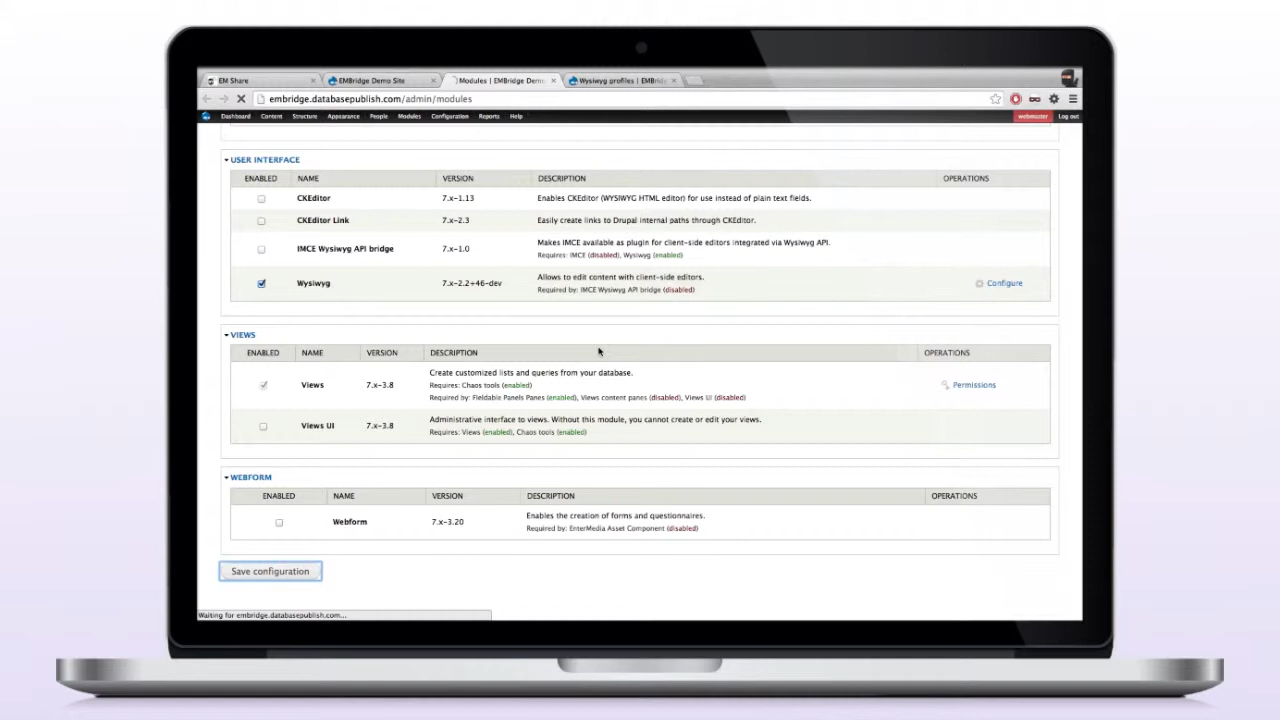 EM Share
EMBridge Demo Site
Modules | EMBridge Demo
Wysiwyg profiles | EMBrid
embridge.databasepublish.com/admin/modules
Dashboard Content Structure Appearance People Modules Configuration Reports Help webmaster Log out
USER INTERFACE
ENABLED NAME VERSION DESCRIPTION OPERATIONS
CKEditor 7.x-1.13 Enables CKEditor (WYSIWYG HTML editor) for use instead of plain text fields.
CKEditor Link 7.x-2.3 Easily create links to Drupal internal paths through CKEditor.
IMCE Wysiwyg API bridge 7.x-1.0 Makes IMCE available as plugin for client-side editors integrated via Wysiwyg API.
Requires: IMCE (disabled), Wysiwyg (enabled)
Wysiwyg 7.x-2.2+46-dev Allows to edit content with client-side editors.
Required by: IMCE Wysiwyg API bridge (disabled)
Configure
VIEWS
ENABLED NAME VERSION DESCRIPTION OPERATIONS
Views 7.x-3.8 Create customized lists and queries from your database.
Requires: Chaos tools (enabled)
Required by: Fieldable Panels Panes (enabled), Views content panes (disabled), Views UI (disabled)
Permissions
Views UI 7.x-3.8 Administrative interface to views. Without this module, you cannot create or edit your views.
Requires: Views (enabled), Chaos tools (enabled)
WEBFORM
ENABLED NAME VERSION DESCRIPTION OPERATIONS
Webform 7.x-3.20 Enables the creation of forms and questionnaires.
Required by: EnterMedia Asset Component (disabled)
Save configuration
Waiting for embridge.databasepublish.com...